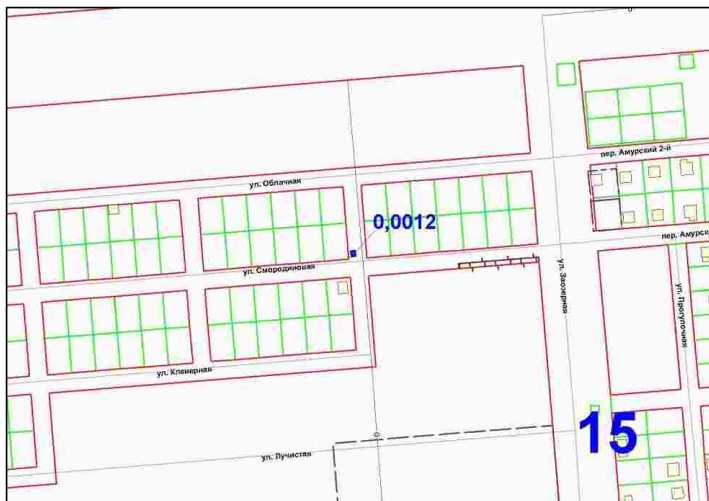 пер. Амурский 2-й
ул. Облачная
0,0012
пер. Амурск
ул. Смородиновая
ул. Заозерная
ул. Прогулочная
ул. Кленарная
15
ул. Лучистая